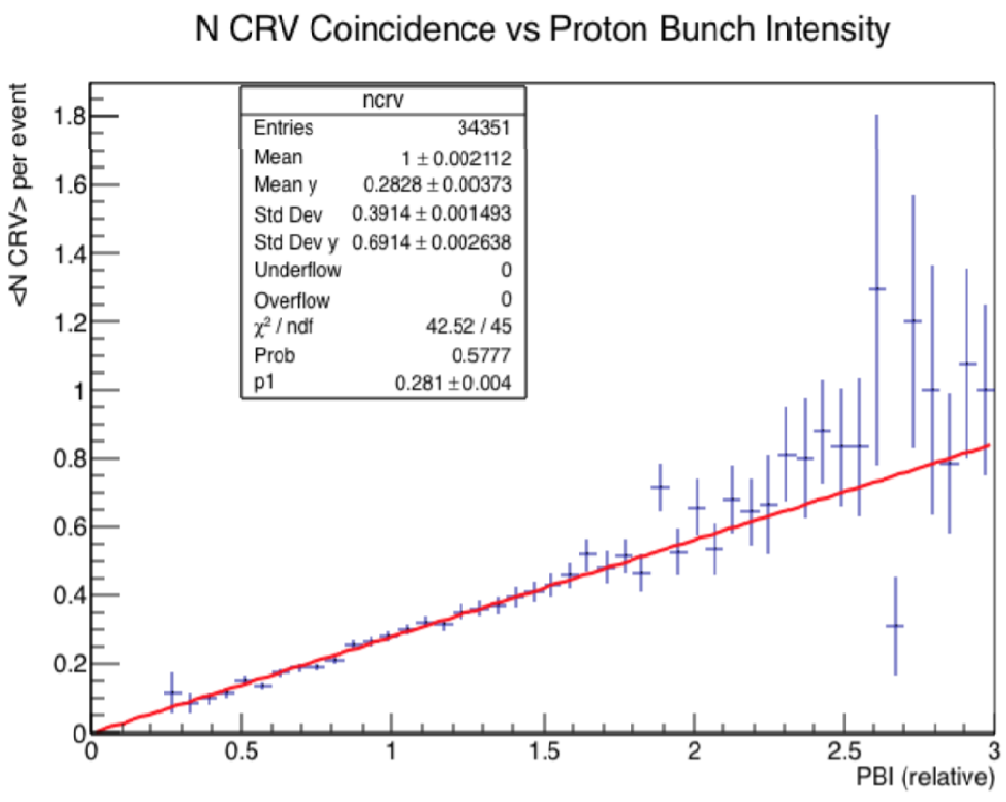 N CRV Coincidence vs Proton Bunch Intensity
<N CRV> per event
ncrv
Entries 34351
Mean 1 ± 0.002112
Mean y 0.2828 ± 0.00373
Std Dev 0.3914 ± 0.001493
Std Dev y 0.6914 ± 0.002638
Underflow 0
Overflow 0
χ² / ndf 42.52 / 45
Prob 0.5777
p1 0.281 ± 0.004
1.8
1.6
1.4
1.2
1
0.8
0.6
0.4
0.2
0
0 0.5 1 1.5 2 2.5 3
PBI (relative)